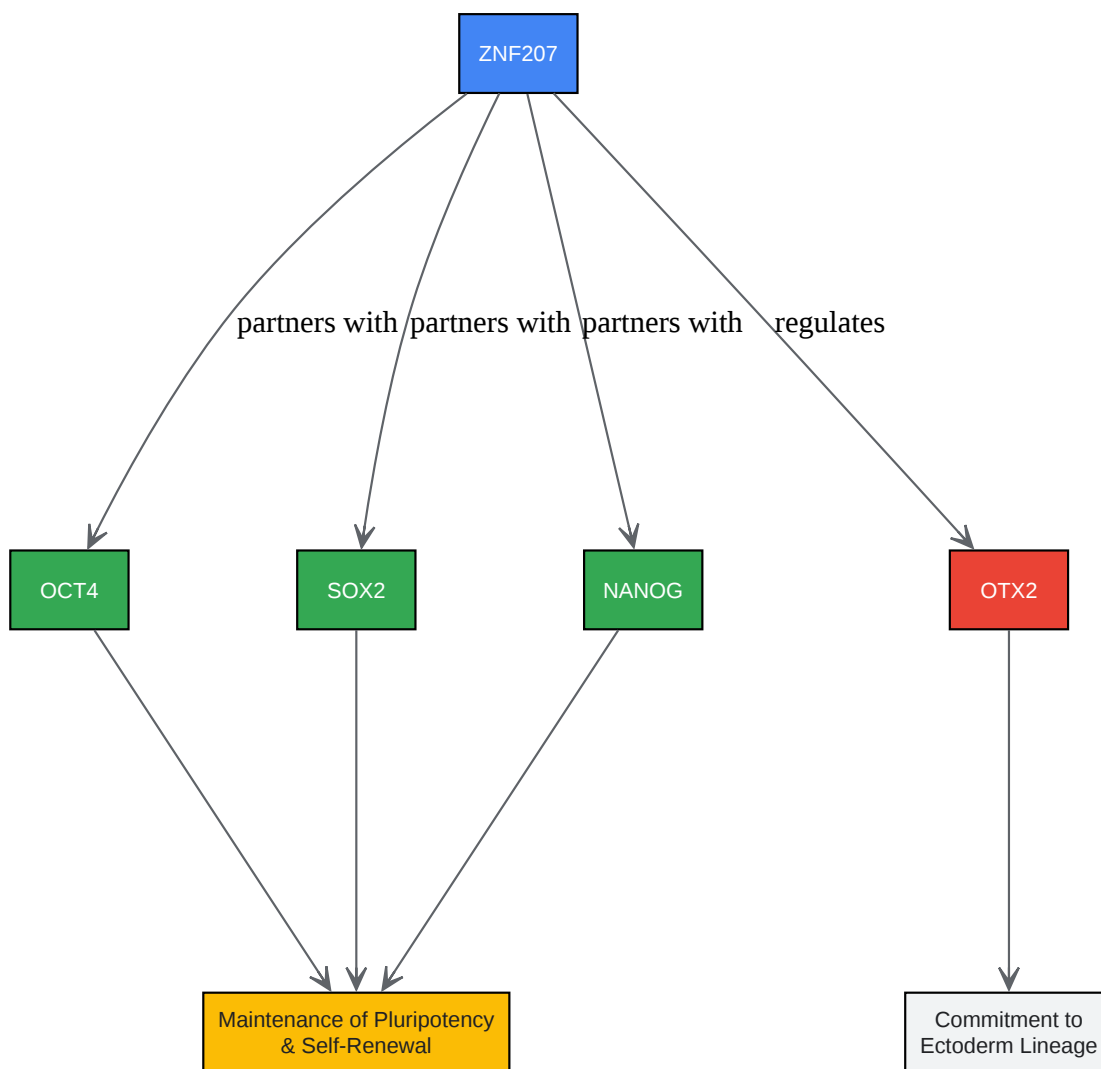 ZNF207
partners with
partners with
partners with
regulates
OCT4
SOX2
NANOG
OTX2
Maintenance of Pluripotency
& Self-Renewal
Commitment to
Ectoderm Lineage